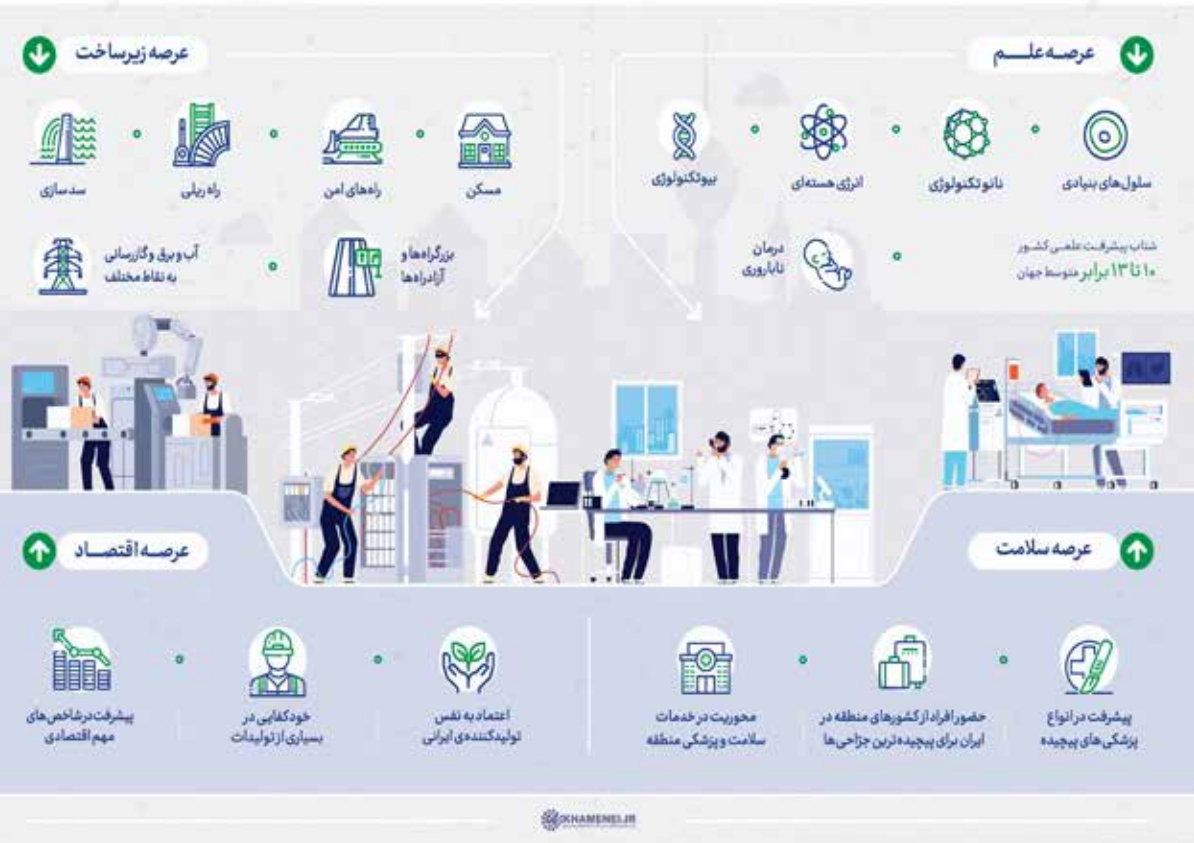 عرصه علم
سلول‌های بنیادی
نانو تکنولوژی
انرژی هسته‌ای
بیوتکنولوژی
شتاب پیشرفت علمی کشور
۱۰ تا ۱۳ برابر متوسط جهان
درمان
ناباروری
عرصه زیرساخت
مسکن
راه‌های امن
راه ریلی
سدسازی
بزرگراه‌ها و
آزادراه‌ها
آب و برق و گازرسانی
به نقاط مختلف
عرصه سلامت
پیشرفت در انواع
پزشکی‌های پیچیده
حضور افراد از کشورهای منطقه در
ایران برای پیچیده‌ترین جراحی‌ها
محوریت در خدمات
سلامت و پزشکی منطقه
عرصه اقتصاد
اعتماد به نفس
تولیدکننده‌ی ایرانی
خودکفایی در
بسیاری از تولیدات
پیشرفت در شاخص‌های
مهم اقتصادی
KHAMENEI.IR